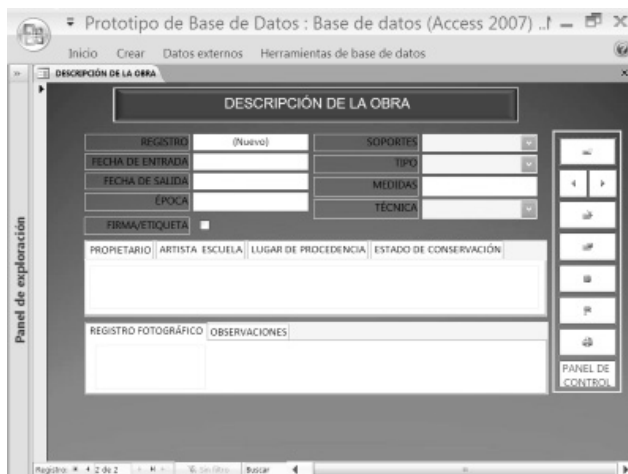 Prototipo de Base de Datos : Base de datos (Access 2007) ..
Inicio Crear Datos externos Herramientas de base de datos
DESCRIPCIÓN DE LA OBRA
DESCRIPCIÓN DE LA OBRA
REGISTRO (Nuevo) SOPORTES
FECHA DE ENTRADA TIPO
FECHA DE SALIDA MEDIDAS
ÉPOCA TÉCNICA
FIRMA/ETIQUETA
PROPIETARIO ARTISTA ESCUELA LUGAR DE PROCEDENCIA ESTADO DE CONSERVACIÓN
REGISTRO FOTOGRÁFICO OBSERVACIONES
PANEL DE
CONTROL
Panel de exploración
Registro: 2 de 2 Sin filtro Buscar